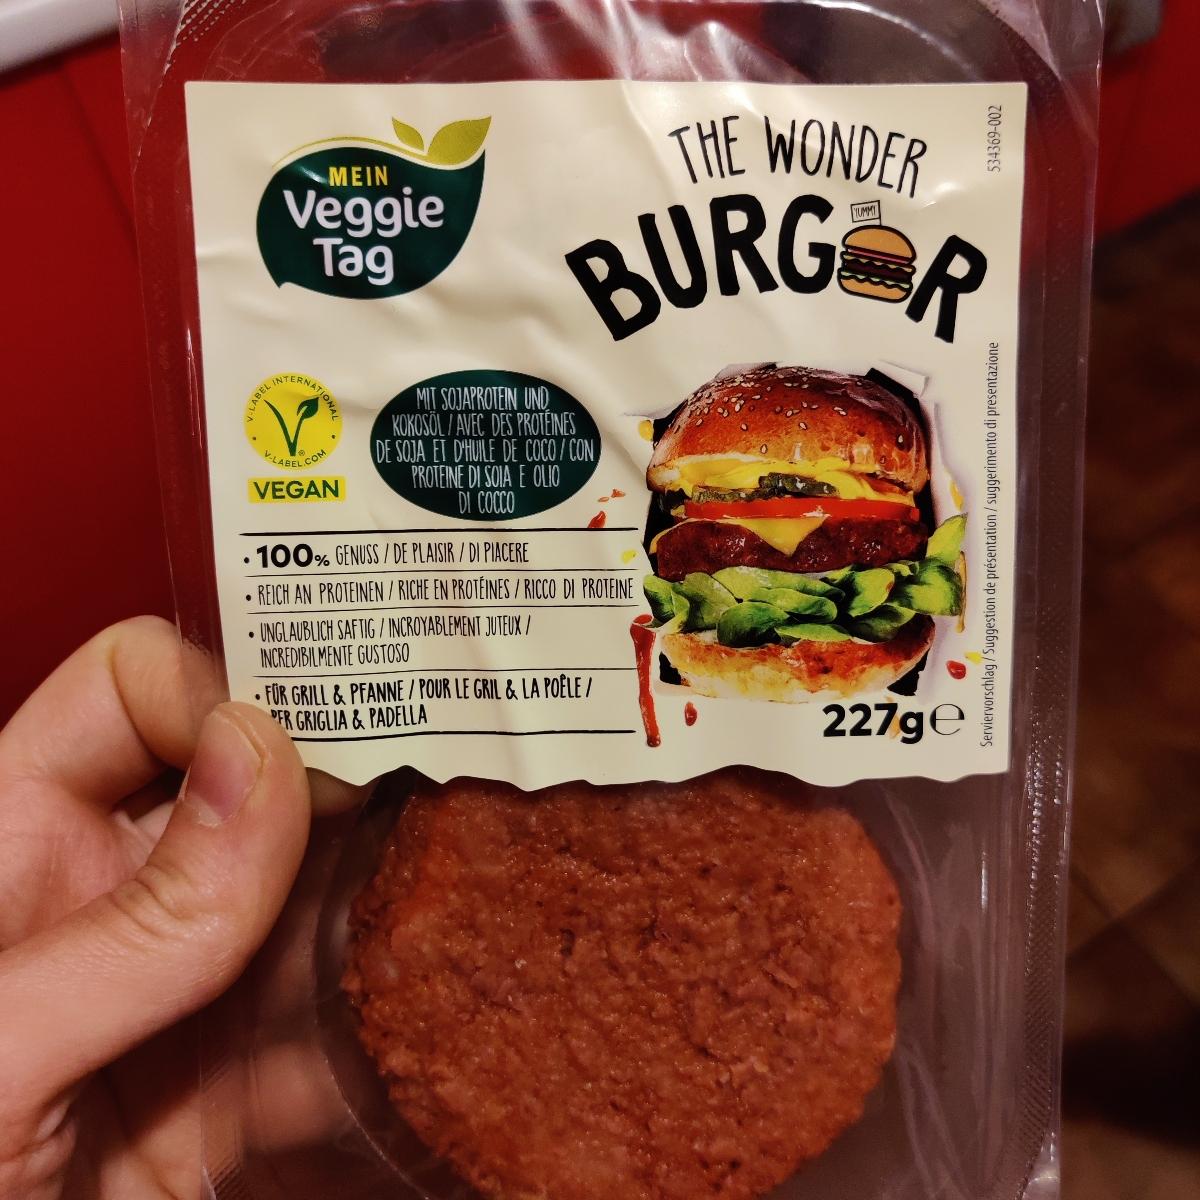 MEIN
Veggie
Tag
THE WONDER
BURGER
YUMMY
534369-002
V-LABEL INTERNATIONAL
V-LABEL.COM
®
VEGAN
MIT SOJAPROTEIN UND
KOKOSÖL / AVEC DES PROTÉINES
DE SOJA ET D'HUILE DE COCO / CON
PROTEINE DI SOIA E OLIO
DI COCCO
• 100% GENUSS / DE PLAISIR / DI PIACERE
• REICH AN PROTEINEN / RICHE EN PROTÉINES / RICCO DI PROTEINE
• UNGLAUBLICH SAFTIG / INCROYABLEMENT JUTEUX /
INCREDIBILMENTE GUSTOSO
• FÜR GRILL & PFANNE / POUR LE GRIL & LA POÊLE /
PER GRIGLIA & PADELLA
227g e
Serviervorschlag / Suggestion de présentation / suggerimento di presentazione